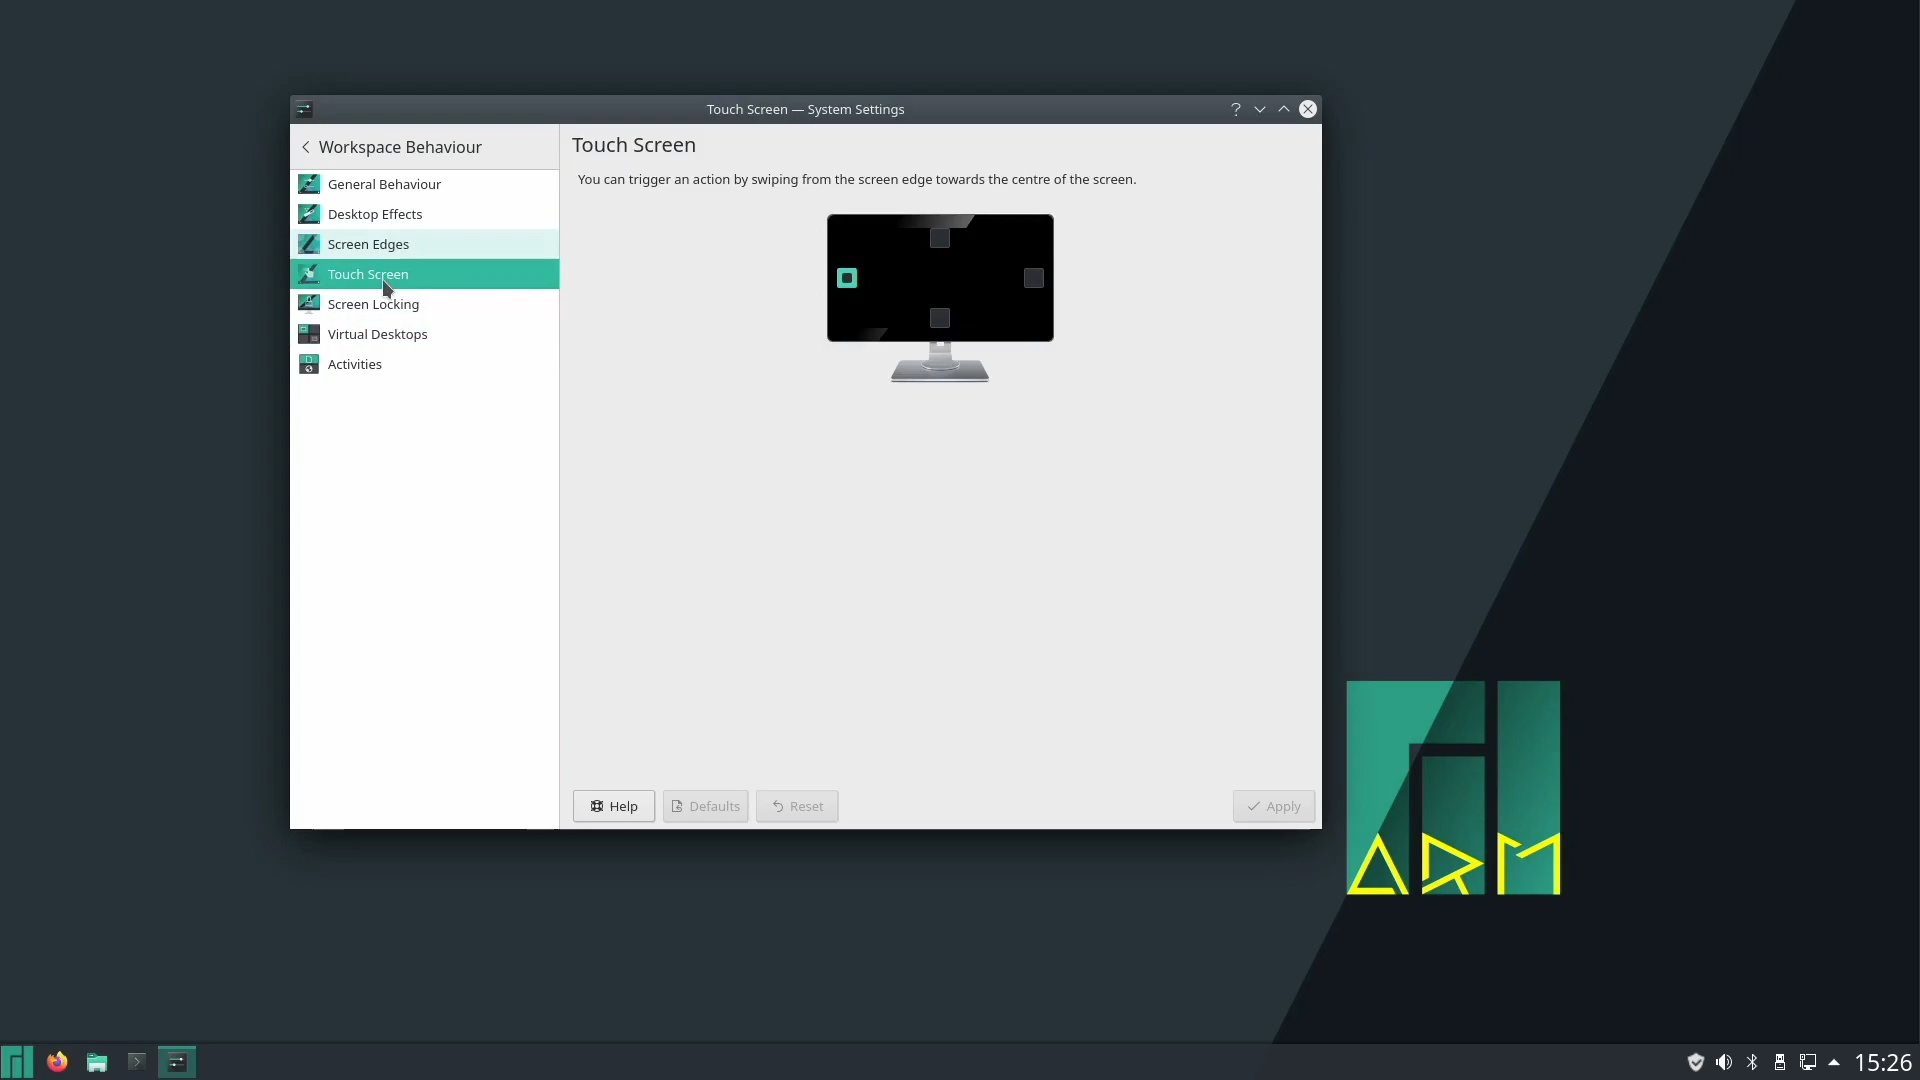 Touch Screen — System Settings
?
Workspace Behaviour
General Behaviour
Desktop Effects
Screen Edges
Touch Screen
Screen Locking
Virtual Desktops
Activities
Touch Screen
You can trigger an action by swiping from the screen edge towards the centre of the screen.
Help
Defaults
Reset
Apply
ARM
15:26